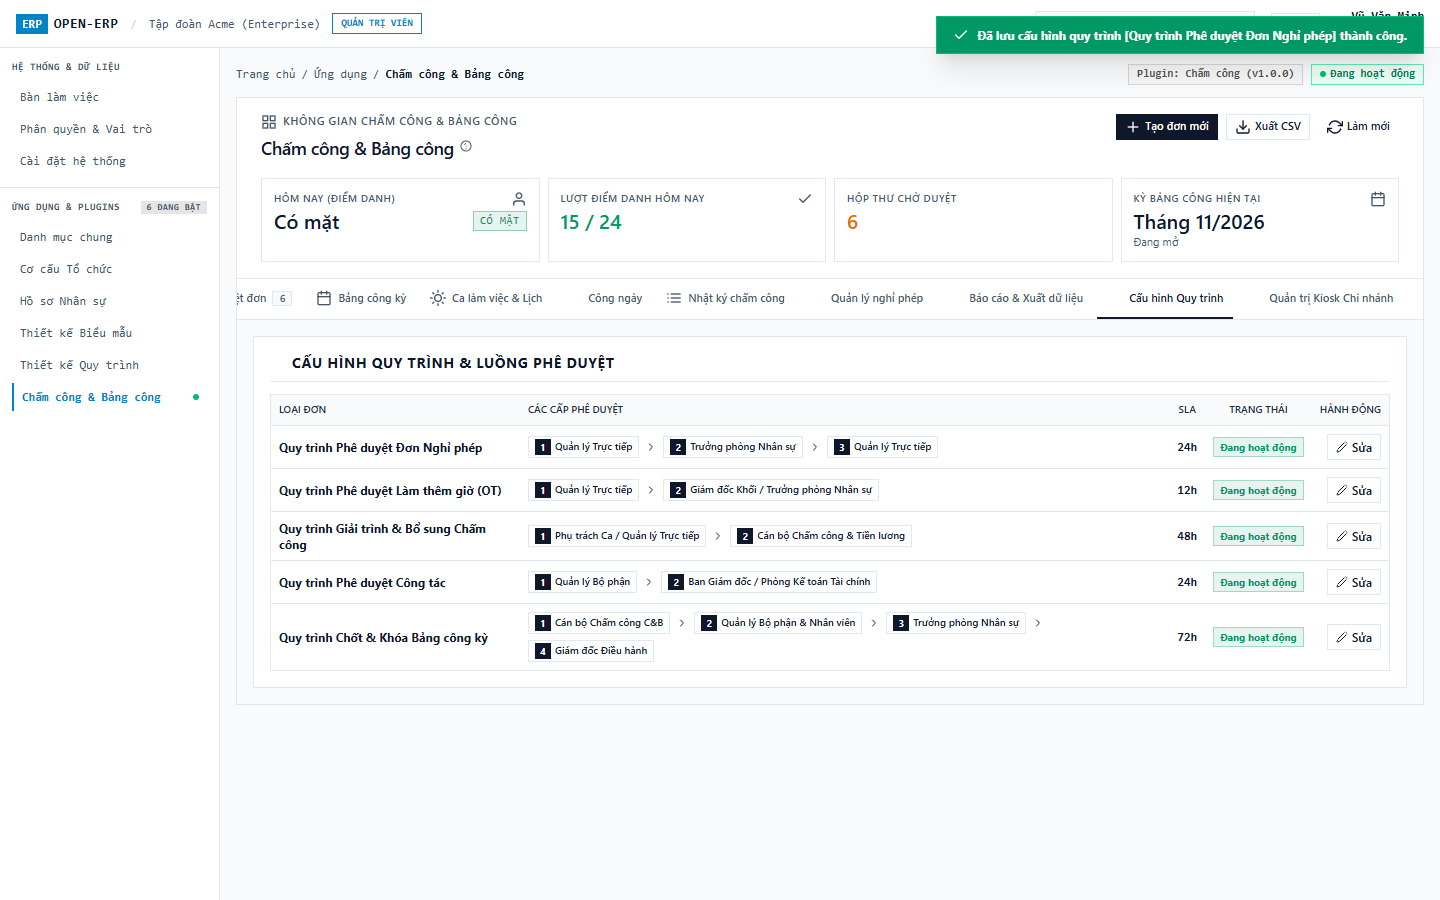 ERP OPEN-ERP / Tập đoàn Acme (Enterprise) QUẢN TRỊ VIÊN
Đã lưu cấu hình quy trình [Quy trình Phê duyệt Đơn Nghỉ phép] thành công.
HỆ THỐNG & DỮ LIỆU
Bàn làm việc
Phân quyền & Vai trò
Cài đặt hệ thống
ỨNG DỤNG & PLUGINS 6 ĐANG BẬT
Danh mục chung
Cơ cấu Tổ chức
Hồ sơ Nhân sự
Thiết kế Biểu mẫu
Thiết kế Quy trình
Chấm công & Bảng công
Trang chủ / Ứng dụng / Chấm công & Bảng công
Plugin: Chấm công (v1.0.0) Đang hoạt động
KHÔNG GIAN CHẤM CÔNG & BẢNG CÔNG
Chấm công & Bảng công
Tạo đơn mới Xuất CSV Làm mới
HÔM NAY (ĐIỂM DANH)
Có mặt CÓ MẶT
LƯỢT ĐIỂM DANH HÔM NAY
15 / 24
HỘP THƯ CHỜ DUYỆT
6
KỲ BẢNG CÔNG HIỆN TẠI
Tháng 11/2026
Đang mở
ệt đơn 6 Bảng công kỳ Ca làm việc & Lịch Công ngày Nhật ký chấm công Quản lý nghỉ phép Báo cáo & Xuất dữ liệu Cấu hình Quy trình Quản trị Kiosk Chi nhánh
CẤU HÌNH QUY TRÌNH & LUỒNG PHÊ DUYỆT
LOẠI ĐƠN CÁC CẤP PHÊ DUYỆT SLA TRẠNG THÁI HÀNH ĐỘNG
Quy trình Phê duyệt Đơn Nghỉ phép 1 Quản lý Trực tiếp 2 Trưởng phòng Nhân sự 3 Quản lý Trực tiếp 24h Đang hoạt động Sửa
Quy trình Phê duyệt Làm thêm giờ (OT) 1 Quản lý Trực tiếp 2 Giám đốc Khối / Trưởng phòng Nhân sự 12h Đang hoạt động Sửa
Quy trình Giải trình & Bổ sung Chấm công 1 Phụ trách Ca / Quản lý Trực tiếp 2 Cán bộ Chấm công & Tiền lương 48h Đang hoạt động Sửa
Quy trình Phê duyệt Công tác 1 Quản lý Bộ phận 2 Ban Giám đốc / Phòng Kế toán Tài chính 24h Đang hoạt động Sửa
Quy trình Chốt & Khóa Bảng công kỳ 1 Cán bộ Chấm công C&B 2 Quản lý Bộ phận & Nhân viên 3 Trưởng phòng Nhân sự 72h Đang hoạt động Sửa
4 Giám đốc Điều hành